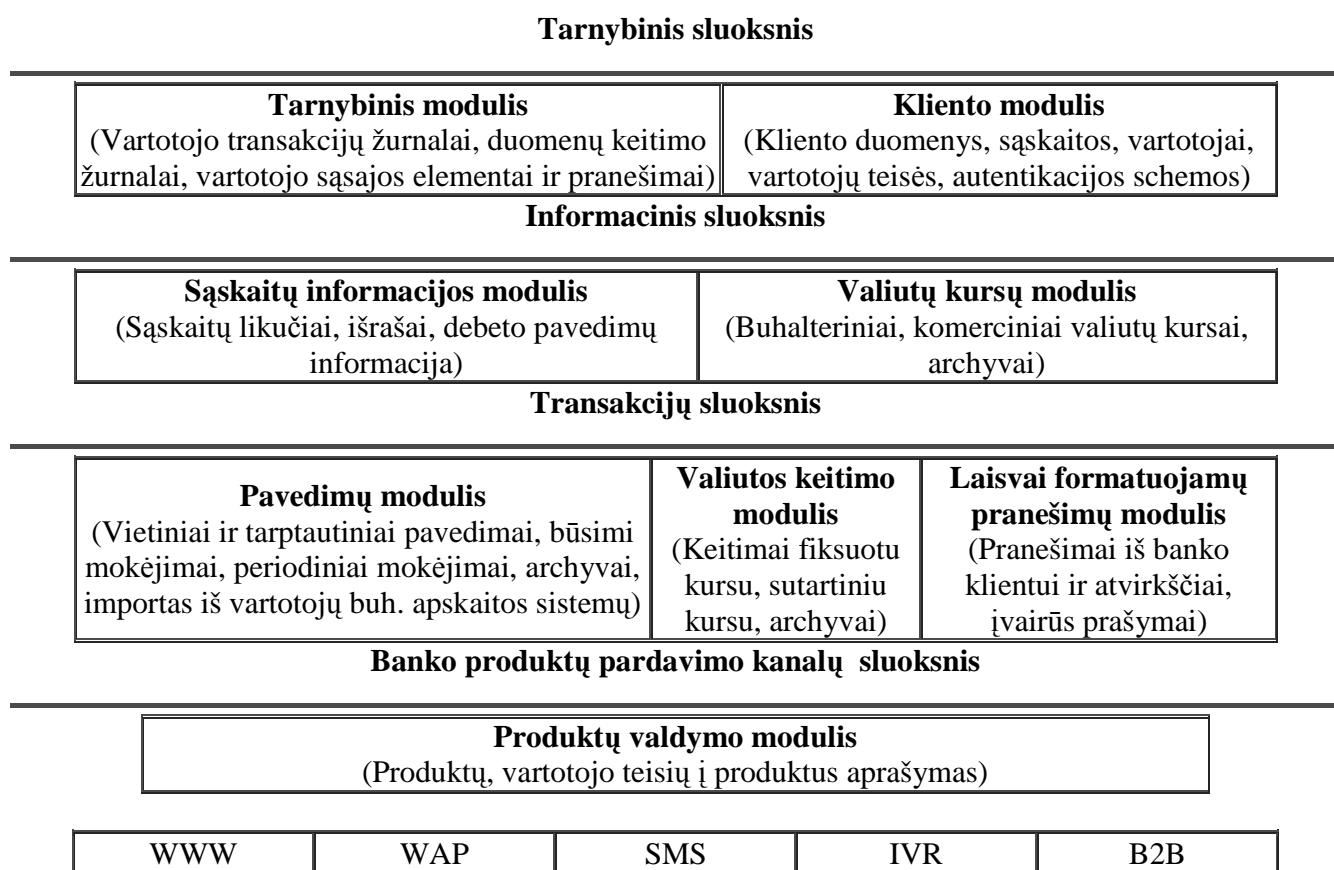 Tarnybinis sluoksnis
Tarnybinis modulis
(Vartotojo transakcijų žurnalai, duomenų keitimo
žurnalai, vartotojo sąsajos elementai ir pranešimai)
Kliento modulis
(Kliento duomenys, sąskaitos, vartotojai,
vartotojų teisės, autentikacijos schemos)
Informacinis sluoksnis
Sąskaitų informacijos modulis
(Sąskaitų likučiai, išrašai, debeto pavedimų
informacija)
Valiutų kursų modulis
(Buhalteriniai, komerciniai valiutų kursai,
archyvai)
Transakcijų sluoksnis
Pavedimų modulis
(Vietiniai ir tarptautiniai pavedimai, būsimi
mokėjimai, periodiniai mokėjimai, archyvai,
importas iš vartotojų buh. apskaitos sistemų)
Valiutos keitimo
modulis
(Keitimai fiksuotu
kursu, sutartiniu
kursu, archyvai)
Laisvai formatuojamų
pranešimų modulis
(Pranešimai iš banko
klientui ir atvirkščiai,
įvairūs prašymai)
Banko produktų pardavimo kanalų sluoksnis
Produktų valdymo modulis
(Produktų, vartotojo teisių į produktus aprašymas)
WWW
WAP
SMS
IVR
B2B